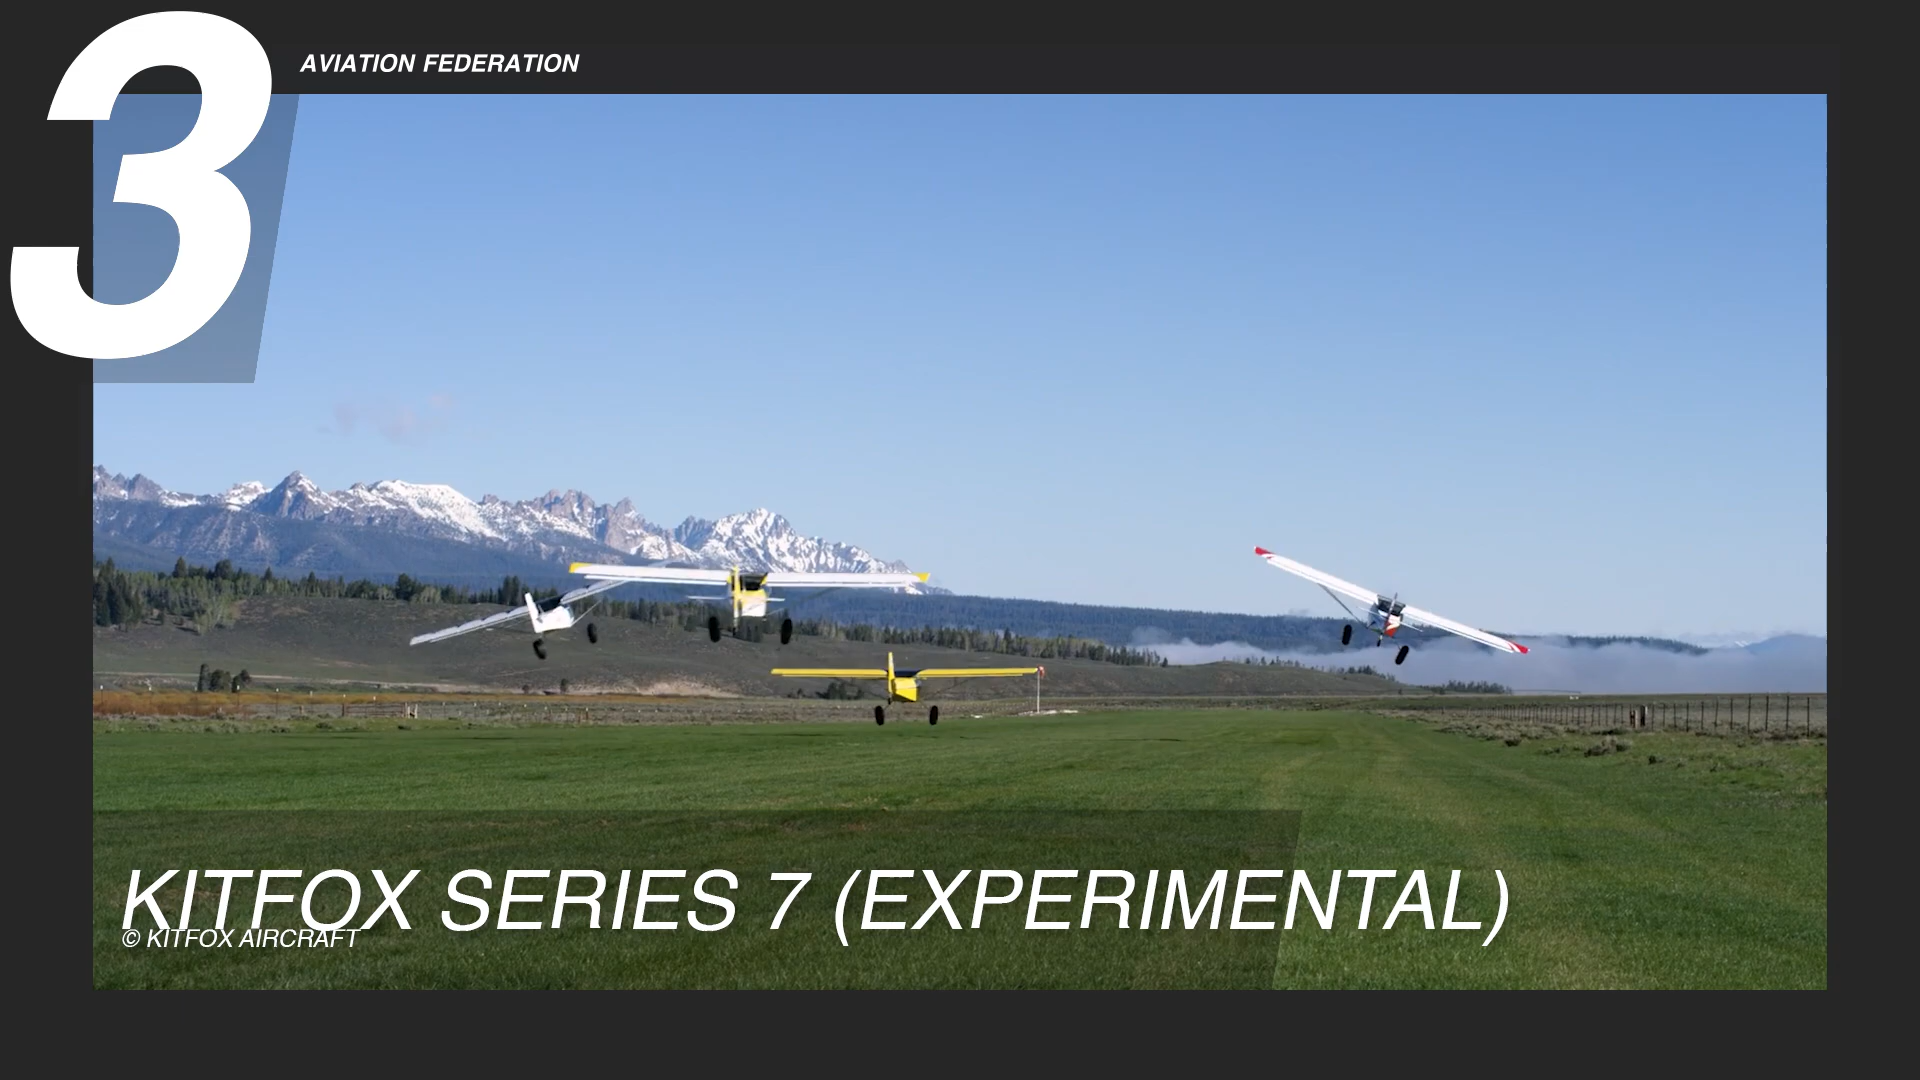 3
AVIATION FEDERATION
KITFOX SERIES 7 (EXPERIMENTAL)
© KITFOX AIRCRAFT